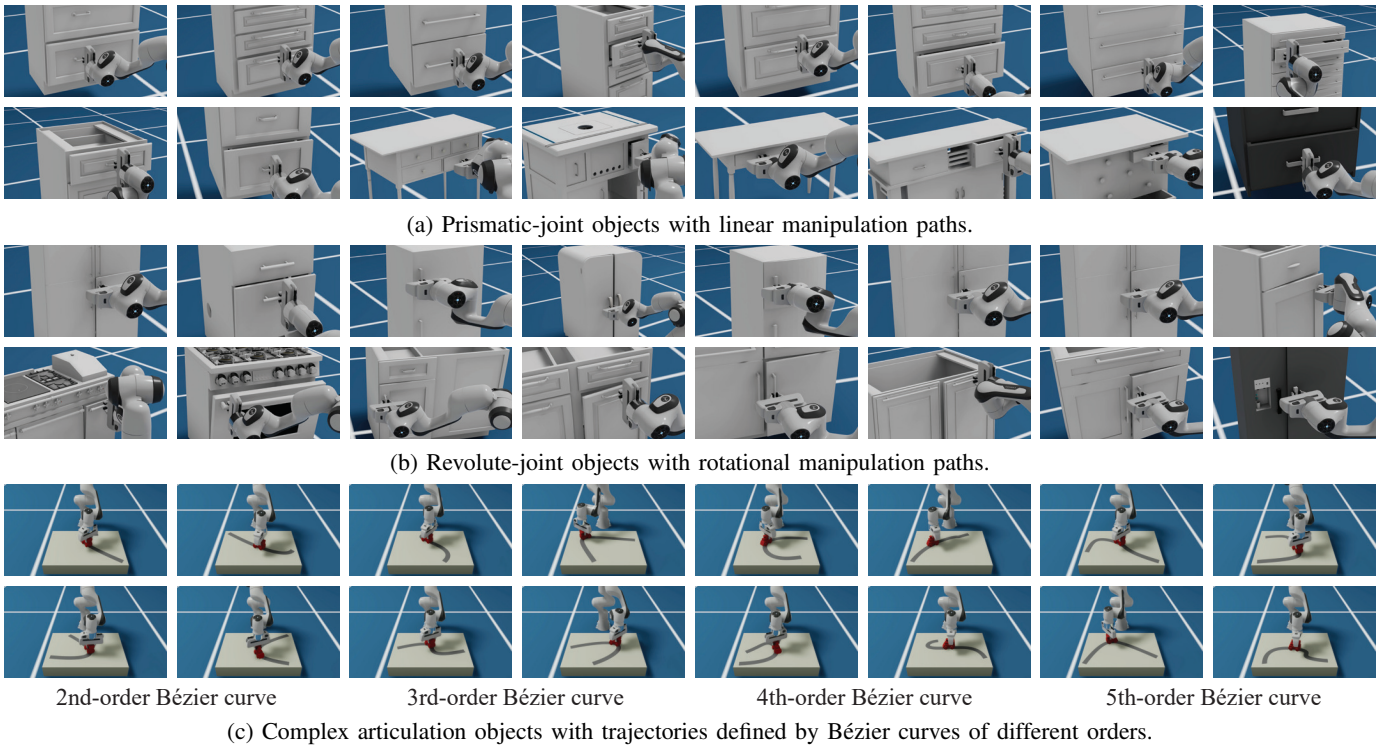 (a) Prismatic-joint objects with linear manipulation paths.
(b) Revolute-joint objects with rotational manipulation paths.
2nd-order Bézier curve 3rd-order Bézier curve 4th-order Bézier curve 5th-order Bézier curve
(c) Complex articulation objects with trajectories defined by Bézier curves of different orders.